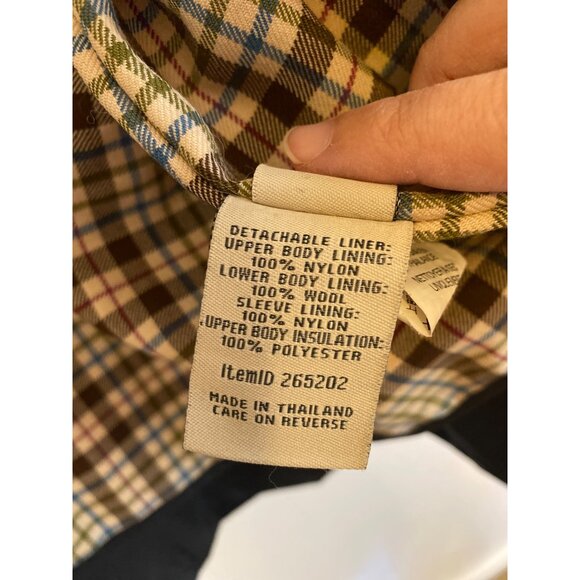 DETACHABLE LINER:
UPPER BODY LINING:
100% NYLON
LOWER BODY LINING:
100% WOOL
SLEEVE LINING:
100% NYLON
UPPER BODY INSULATION:
100% POLYESTER
ItemID 265202
MADE IN THAILAND
CARE ON REVERSE